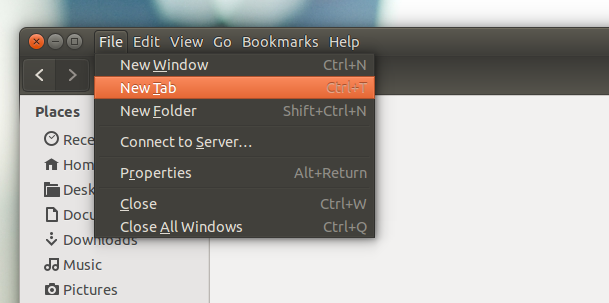 File Edit View Go Bookmarks Help
New Window Ctrl+N
New Tab Ctrl+T
New Folder Shift+Ctrl+N
Connect to Server...
Properties Alt+Return
Close Ctrl+W
Close All Windows Ctrl+Q
Places
Rece
Hom
Desk
Docu
Downloads
Music
Pictures